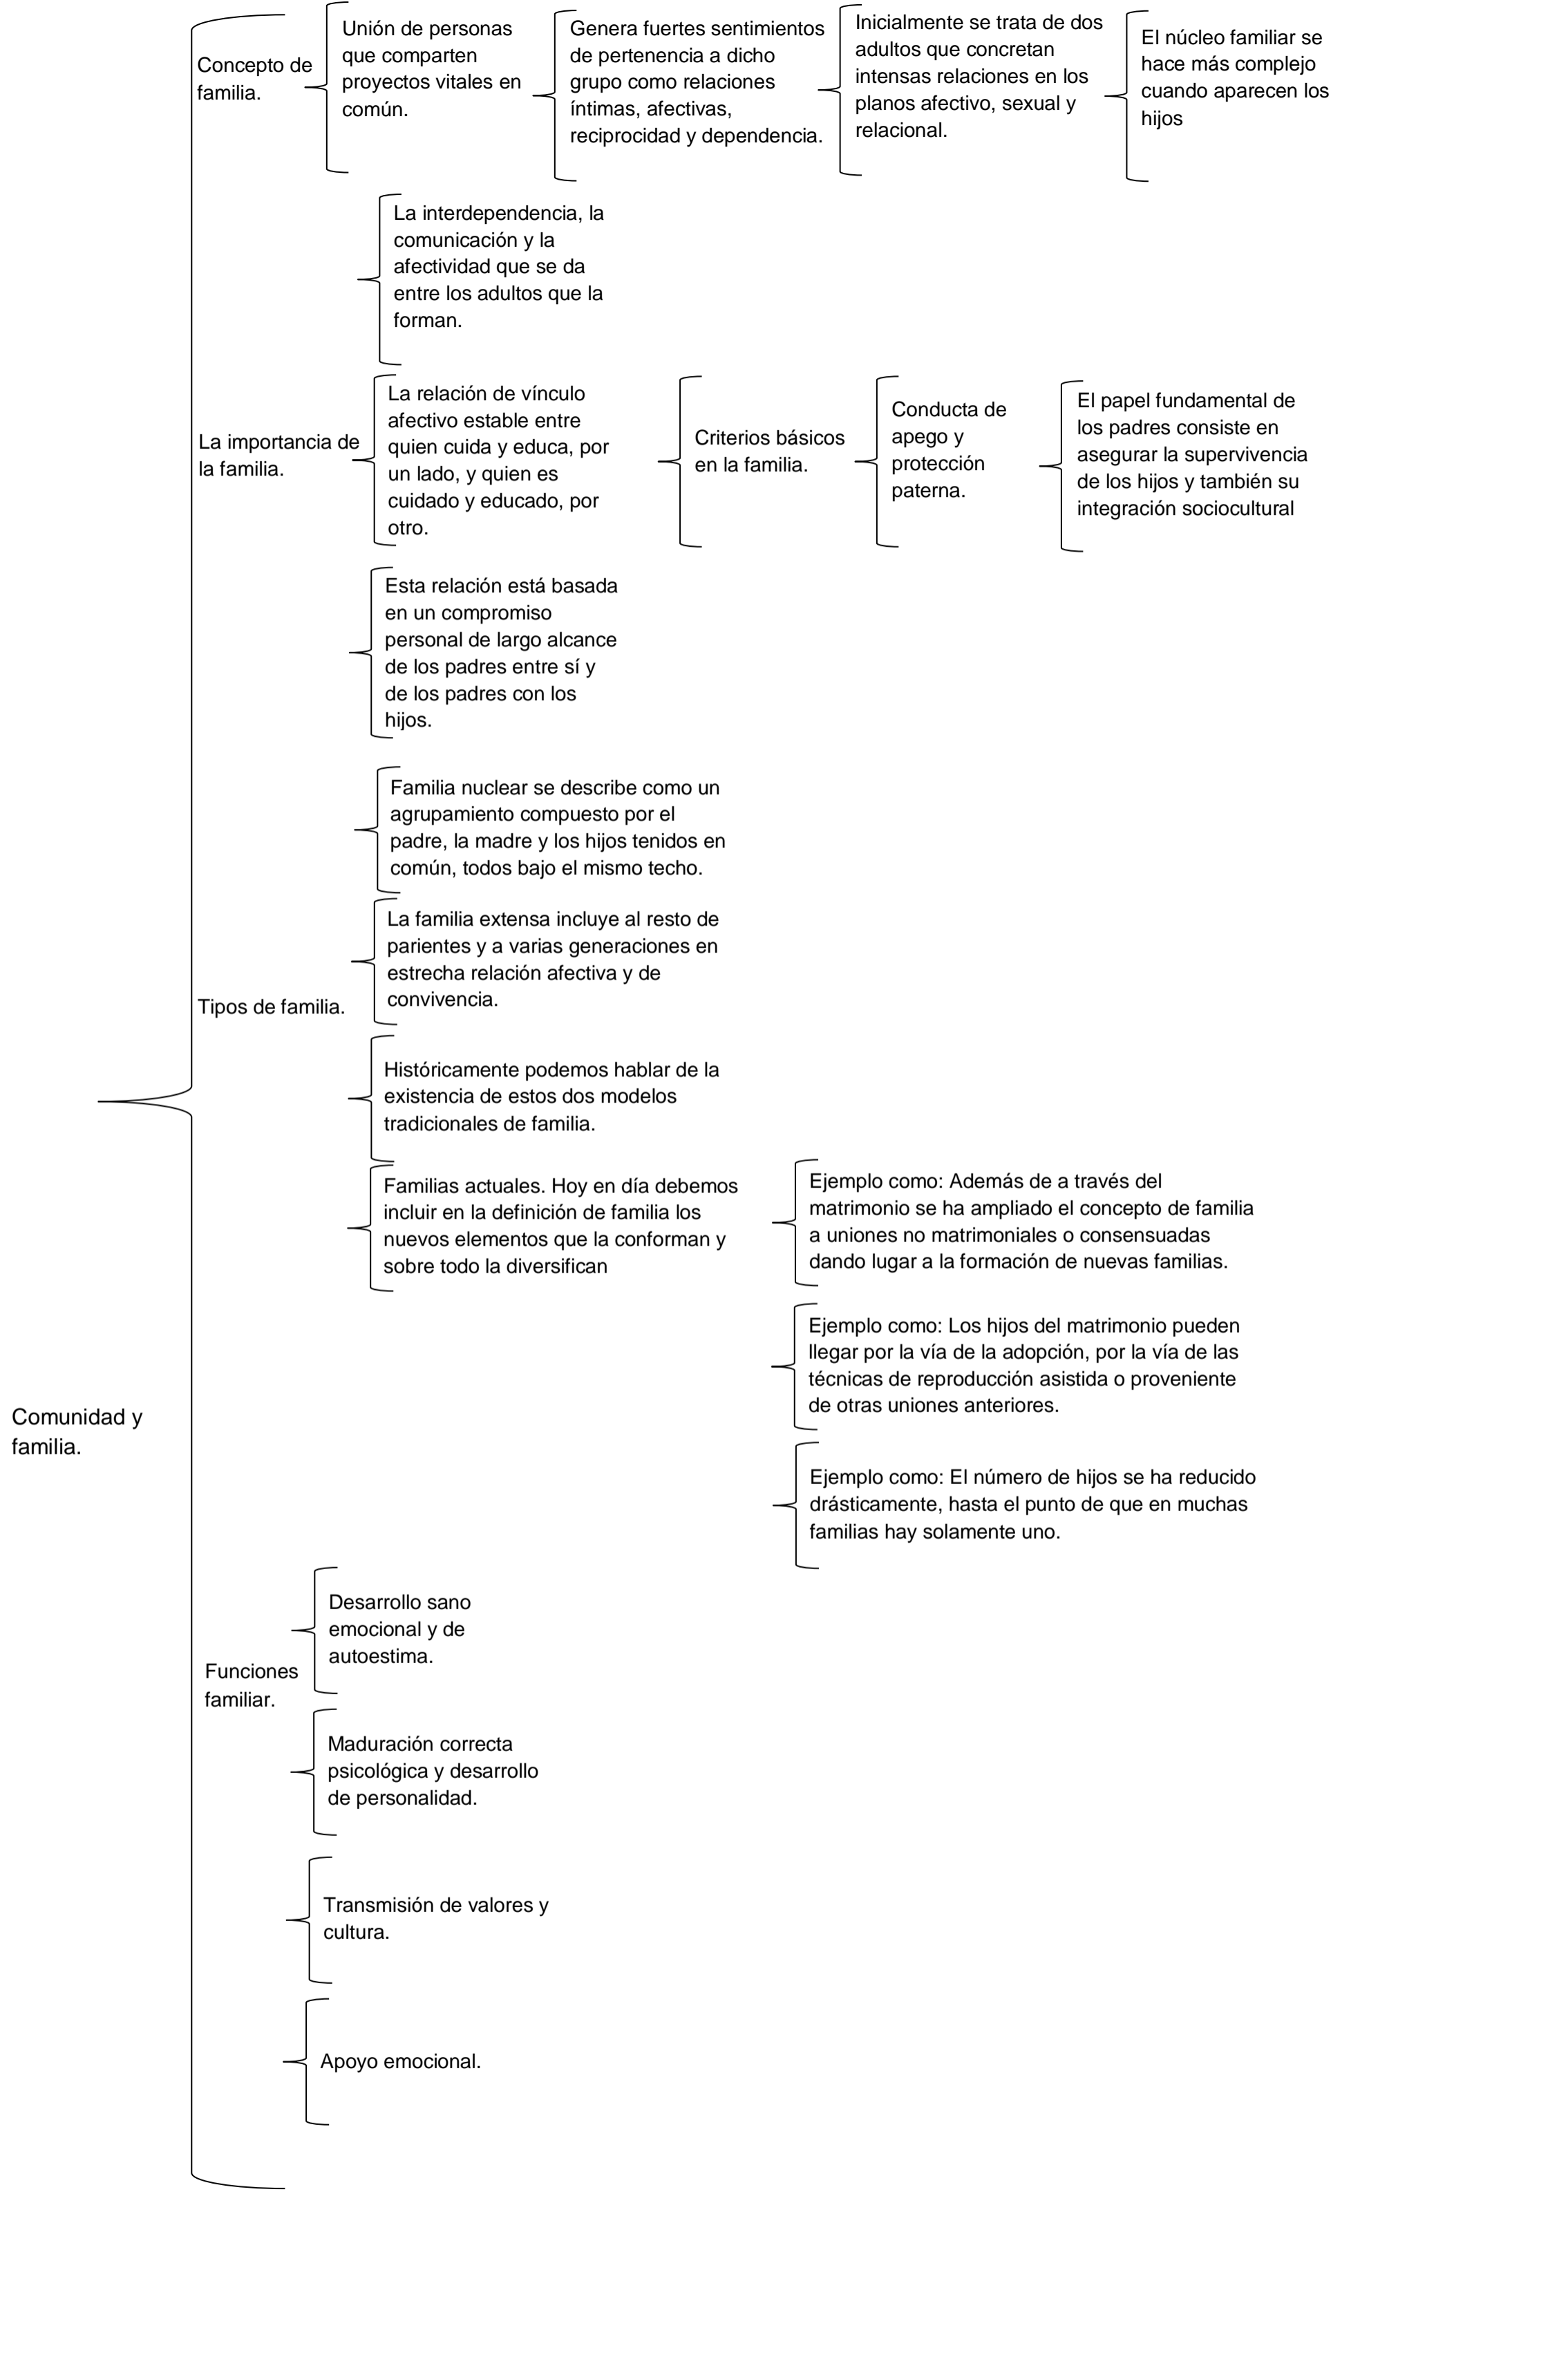 Concepto de
familia.
Unión de personas
que comparten
proyectos vitales en
común.
Genera fuertes sentimientos
de pertenencia a dicho
grupo como relaciones
íntimas, afectivas,
reciprocidad y dependencia.
Inicialmente se trata de dos
adultos que concretan
intensas relaciones en los
planos afectivo, sexual y
relacional.
El núcleo familiar se
hace más complejo
cuando aparecen los
hijos
La interdependencia, la
comunicación y la
afectividad que se da
entre los adultos que la
forman.
La importancia de
la familia.
La relación de vínculo
afectivo estable entre
quien cuida y educa, por
un lado, y quien es
cuidado y educado, por
otro.
Criterios básicos
en la familia.
Conducta de
apego y
protección
paterna.
El papel fundamental de
los padres consiste en
asegurar la supervivencia
de los hijos y también su
integración sociocultural
Esta relación está basada
en un compromiso
personal de largo alcance
de los padres entre sí y
de los padres con los
hijos.
Familia nuclear se describe como un
agrupamiento compuesto por el
padre, la madre y los hijos tenidos en
común, todos bajo el mismo techo.
La familia extensa incluye al resto de
parientes y a varias generaciones en
estrecha relación afectiva y de
convivencia.
Tipos de familia.
Históricamente podemos hablar de la
existencia de estos dos modelos
tradicionales de familia.
Familias actuales. Hoy en día debemos
incluir en la definición de familia los
nuevos elementos que la conforman y
sobre todo la diversifican
Ejemplo como: Además de a través del
matrimonio se ha ampliado el concepto de familia
a uniones no matrimoniales o consensuadas
dando lugar a la formación de nuevas familias.
Ejemplo como: Los hijos del matrimonio pueden
llegar por la vía de la adopción, por la vía de las
técnicas de reproducción asistida o proveniente
de otras uniones anteriores.
Comunidad y
familia.
Ejemplo como: El número de hijos se ha reducido
drásticamente, hasta el punto de que en muchas
familias hay solamente uno.
Desarrollo sano
emocional y de
autoestima.
Funciones
familiar.
Maduración correcta
psicológica y desarrollo
de personalidad.
Transmisión de valores y
cultura.
Apoyo emocional.